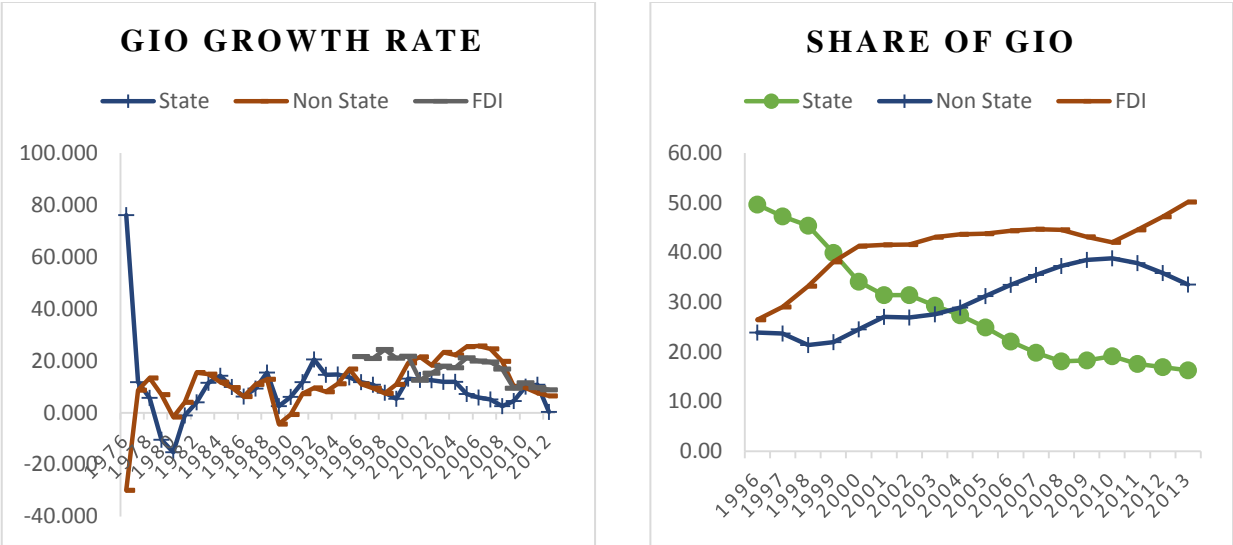 GIO GROWTH RATE
State Non State FDI
100.000
80.000
60.000
40.000
20.000
0.000
-20.000
-40.000
1976 1978 1980 1982 1984 1986 1988 1990 1992 1994 1996 1998 2000 2002 2004 2006 2008 2010 2012
SHARE OF GIO
State Non State FDI
60.00
50.00
40.00
30.00
20.00
10.00
0.00
1996 1997 1998 1999 2000 2001 2002 2003 2004 2005 2006 2007 2008 2009 2010 2011 2012 2013